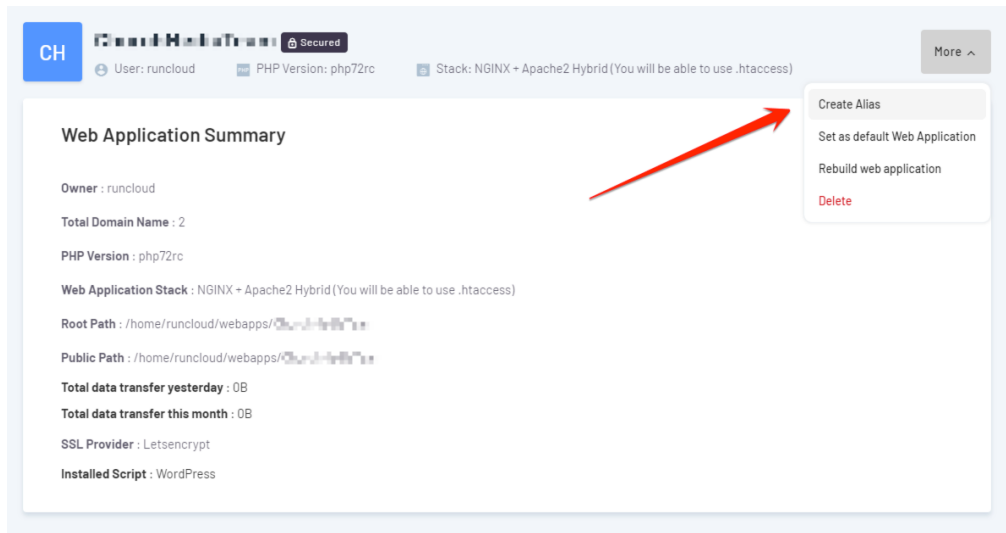 CH
Secured
More
User: runcloud PHP Version: php72rc Stack: NGINX + Apache2 Hybrid (You will be able to use .htaccess)
Create Alias
Set as default Web Application
Rebuild web application
Delete
Web Application Summary
Owner : runcloud
Total Domain Name : 2
PHP Version : php72rc
Web Application Stack : NGINX + Apache2 Hybrid (You will be able to use .htaccess)
Root Path : /home/runcloud/webapps/
Public Path : /home/runcloud/webapps/
Total data transfer yesterday : 0B
Total data transfer this month : 0B
SSL Provider : Letsencrypt
Installed Script : WordPress